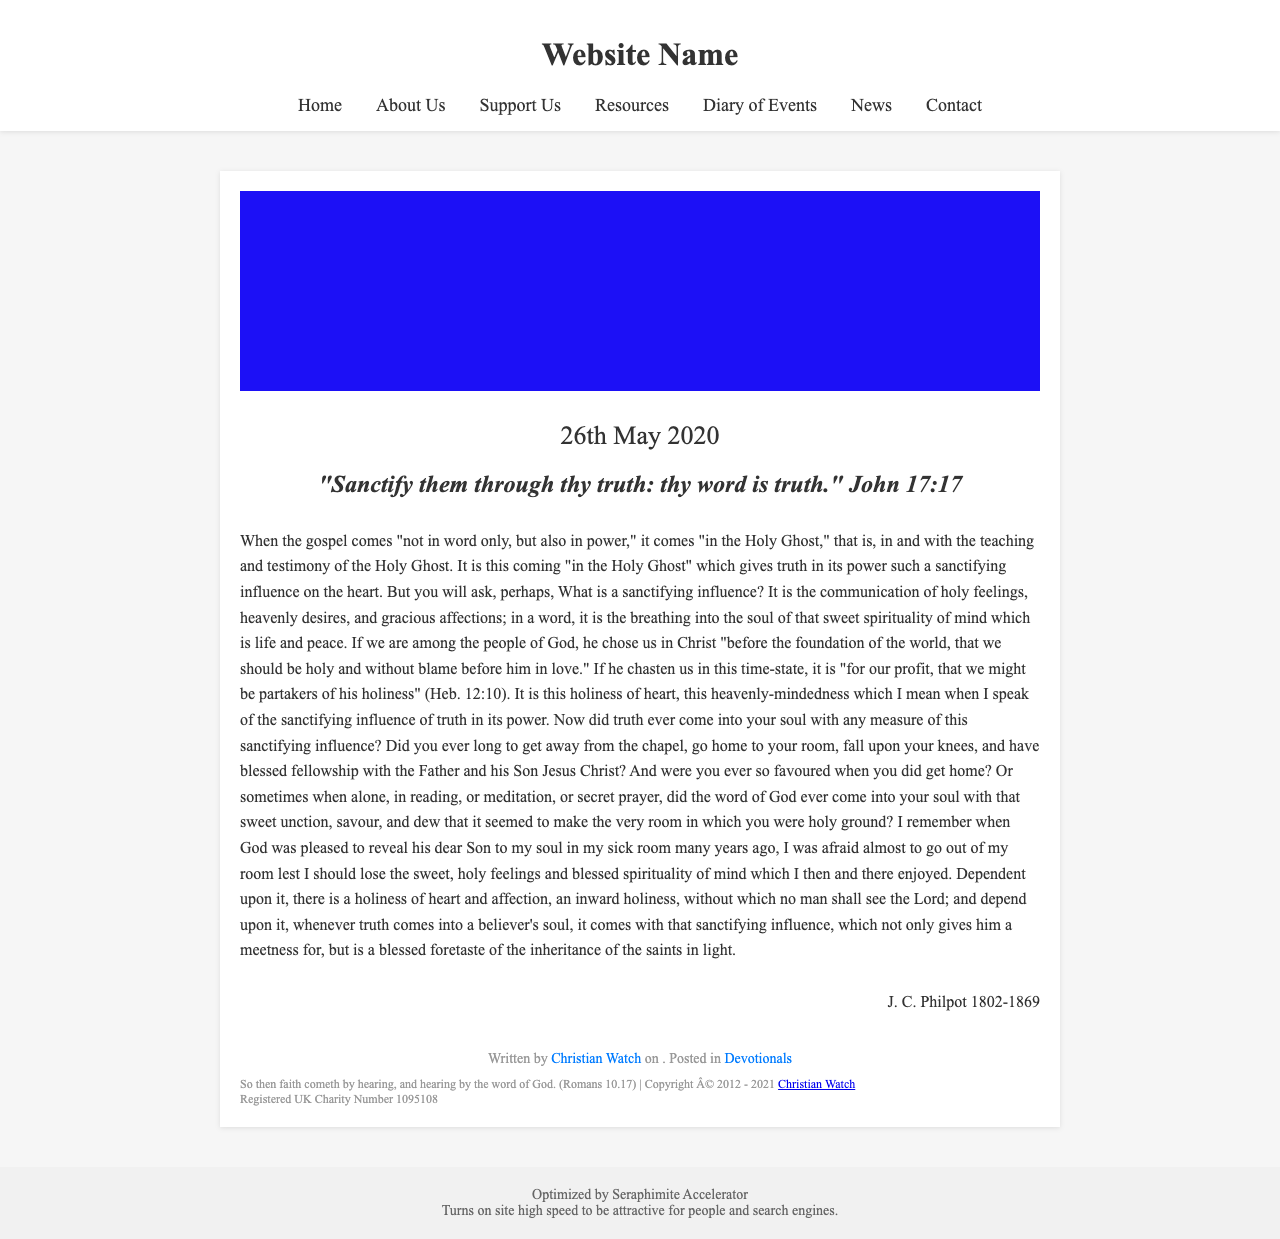 Website Name
Home About Us Support Us Resources Diary of Events News Contact
26th May 2020
"Sanctify them through thy truth: thy word is truth." John 17:17
When the gospel comes "not in word only, but also in power," it comes "in the Holy Ghost," that is, in and with the teaching
and testimony of the Holy Ghost. It is this coming "in the Holy Ghost" which gives truth in its power such a sanctifying
influence on the heart. But you will ask, perhaps, What is a sanctifying influence? It is the communication of holy feelings,
heavenly desires, and gracious affections; in a word, it is the breathing into the soul of that sweet spirituality of mind which
is life and peace. If we are among the people of God, he chose us in Christ "before the foundation of the world, that we
should be holy and without blame before him in love." If he chasten us in this time-state, it is "for our profit, that we might
be partakers of his holiness" (Heb. 12:10). It is this holiness of heart, this heavenly-mindedness which I mean when I speak
of the sanctifying influence of truth in its power. Now did truth ever come into your soul with any measure of this
sanctifying influence? Did you ever long to get away from the chapel, go home to your room, fall upon your knees, and have
blessed fellowship with the Father and his Son Jesus Christ? And were you ever so favoured when you did get home? Or
sometimes when alone, in reading, or meditation, or secret prayer, did the word of God ever come into your soul with that
sweet unction, savour, and dew that it seemed to make the very room in which you were holy ground? I remember when
God was pleased to reveal his dear Son to my soul in my sick room many years ago, I was afraid almost to go out of my
room lest I should lose the sweet, holy feelings and blessed spirituality of mind which I then and there enjoyed. Dependent
upon it, there is a holiness of heart and affection, an inward holiness, without which no man shall see the Lord; and depend
upon it, whenever truth comes into a believer's soul, it comes with that sanctifying influence, which not only gives him a
meetness for, but is a blessed foretaste of the inheritance of the saints in light.
J. C. Philpot 1802-1869
Written by Christian Watch on . Posted in Devotionals
So then faith cometh by hearing, and hearing by the word of God. (Romans 10.17) | Copyright Â© 2012 - 2021 Christian Watch
Registered UK Charity Number 1095108
Optimized by Seraphimite Accelerator
Turns on site high speed to be attractive for people and search engines.